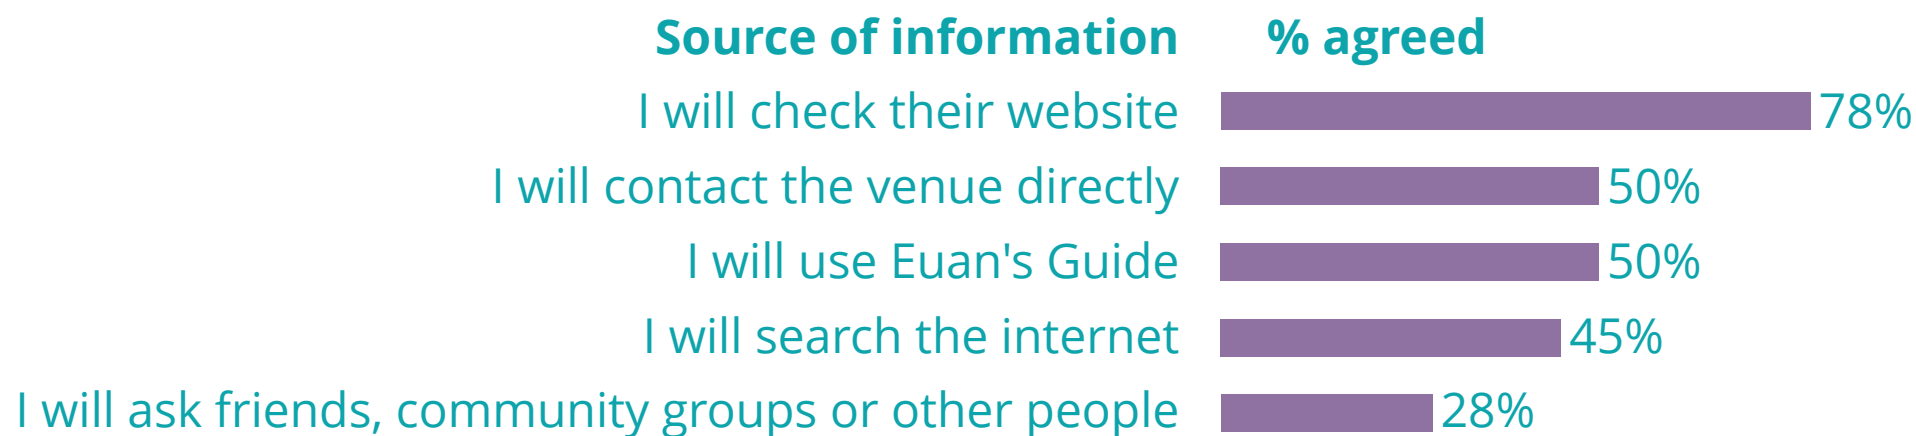 Source of information % agreed
I will check their website 78%
I will contact the venue directly 50%
I will use Euan's Guide 50%
I will search the internet 45%
I will ask friends, community groups or other people 28%